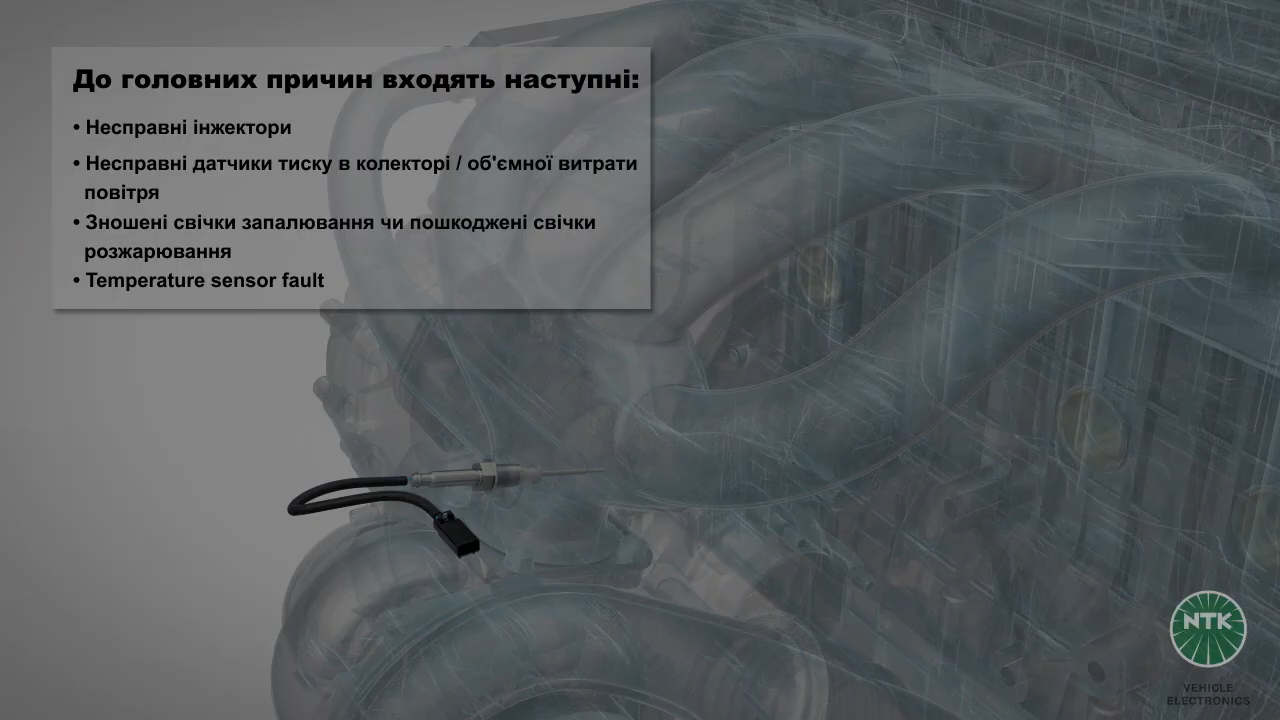 До головних причин входять наступні:
• Несправні інжектори
• Несправні датчики тиску в колекторі / об'ємної витрати
повітря
• Зношені свічки запалювання чи пошкоджені свічки
розжарювання
• Temperature sensor fault
NTK
VEHICLE
ELECTRONICS